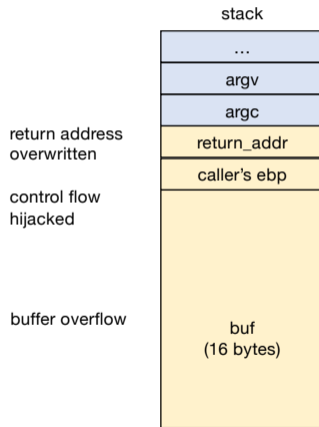 stack
...
argv
argc
return address
overwritten
return_addr
caller's ebp
control flow
hijacked
buffer overflow
buf
(16 bytes)